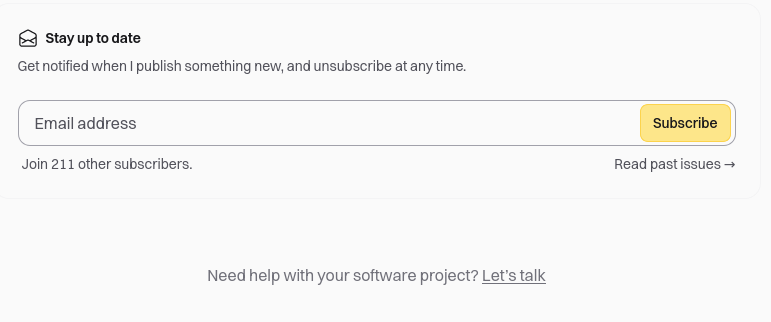 Stay up to date
Get notified when I publish something new, and unsubscribe at any time.
Email address
Subscribe
Join 211 other subscribers.
Read past issues →
Need help with your software project? Let's talk